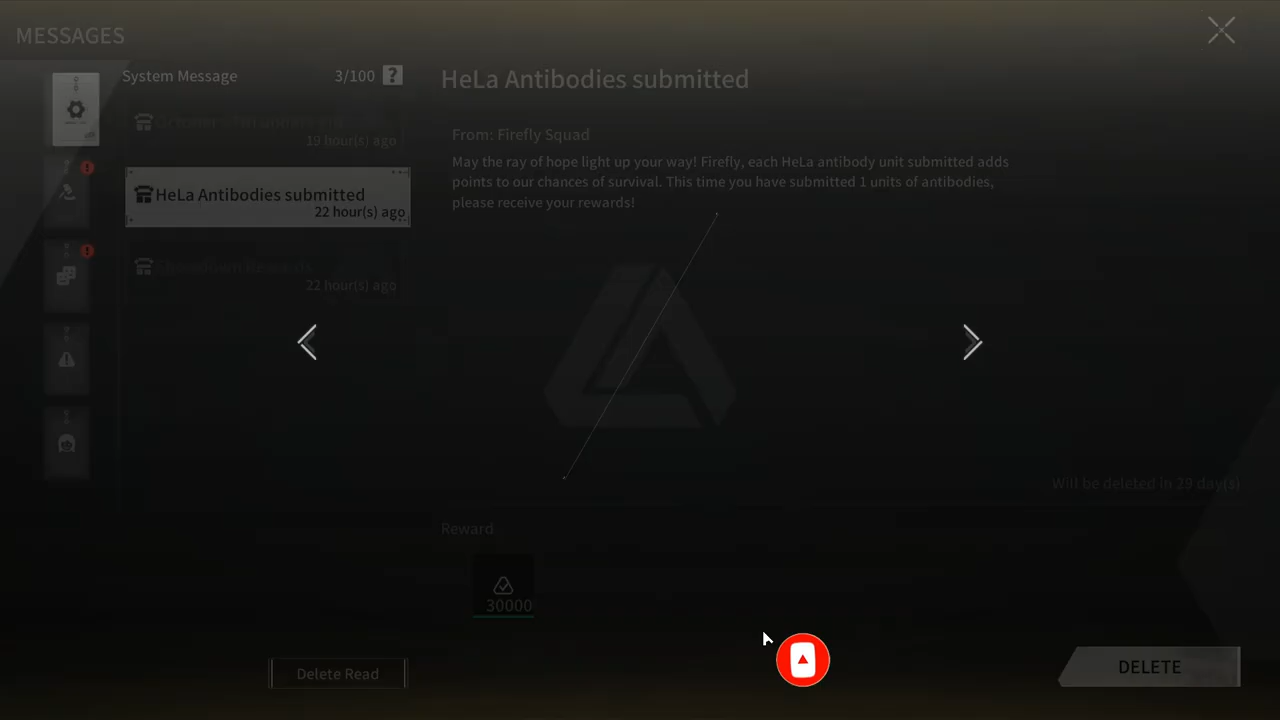 MESSAGES
System Message 3/100 ?
19 hour(s) ago
HeLa Antibodies submitted
22 hour(s) ago
22 hour(s) ago
HeLa Antibodies submitted
From: Firefly Squad
May the ray of hope light up your way! Firefly, each HeLa antibody unit submitted adds
points to our chances of survival. This time you have submitted 1 units of antibodies,
please receive your rewards!
Will be deleted in 29 day(s)
Reward
30000
Delete Read
DELETE